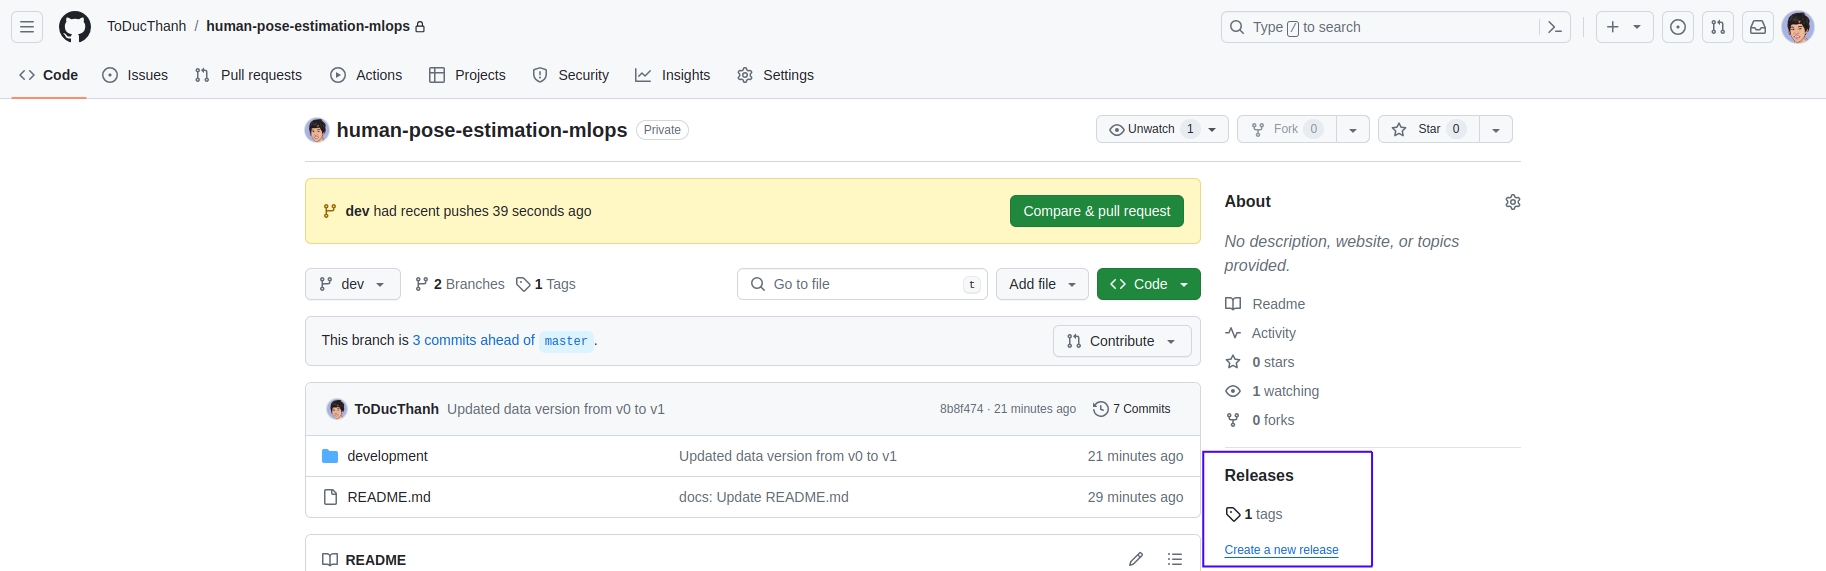 ToDucThanh / human-pose-estimation-mlops
Type / to search
Code Issues Pull requests Actions Projects Security Insights Settings
human-pose-estimation-mlops Private
Unwatch 1 Fork 0 Star 0
dev had recent pushes 39 seconds ago
Compare & pull request
dev 2 Branches 1 Tags
Go to file t
Add file
Code
This branch is 3 commits ahead of master.
Contribute
ToDucThanh Updated data version from v0 to v1 8b8f474 · 21 minutes ago 7 Commits
development Updated data version from v0 to v1 21 minutes ago
README.md docs: Update README.md 29 minutes ago
README
About
No description, website, or topics
provided.
Readme
Activity
0 stars
1 watching
0 forks
Releases
1 tags
Create a new release